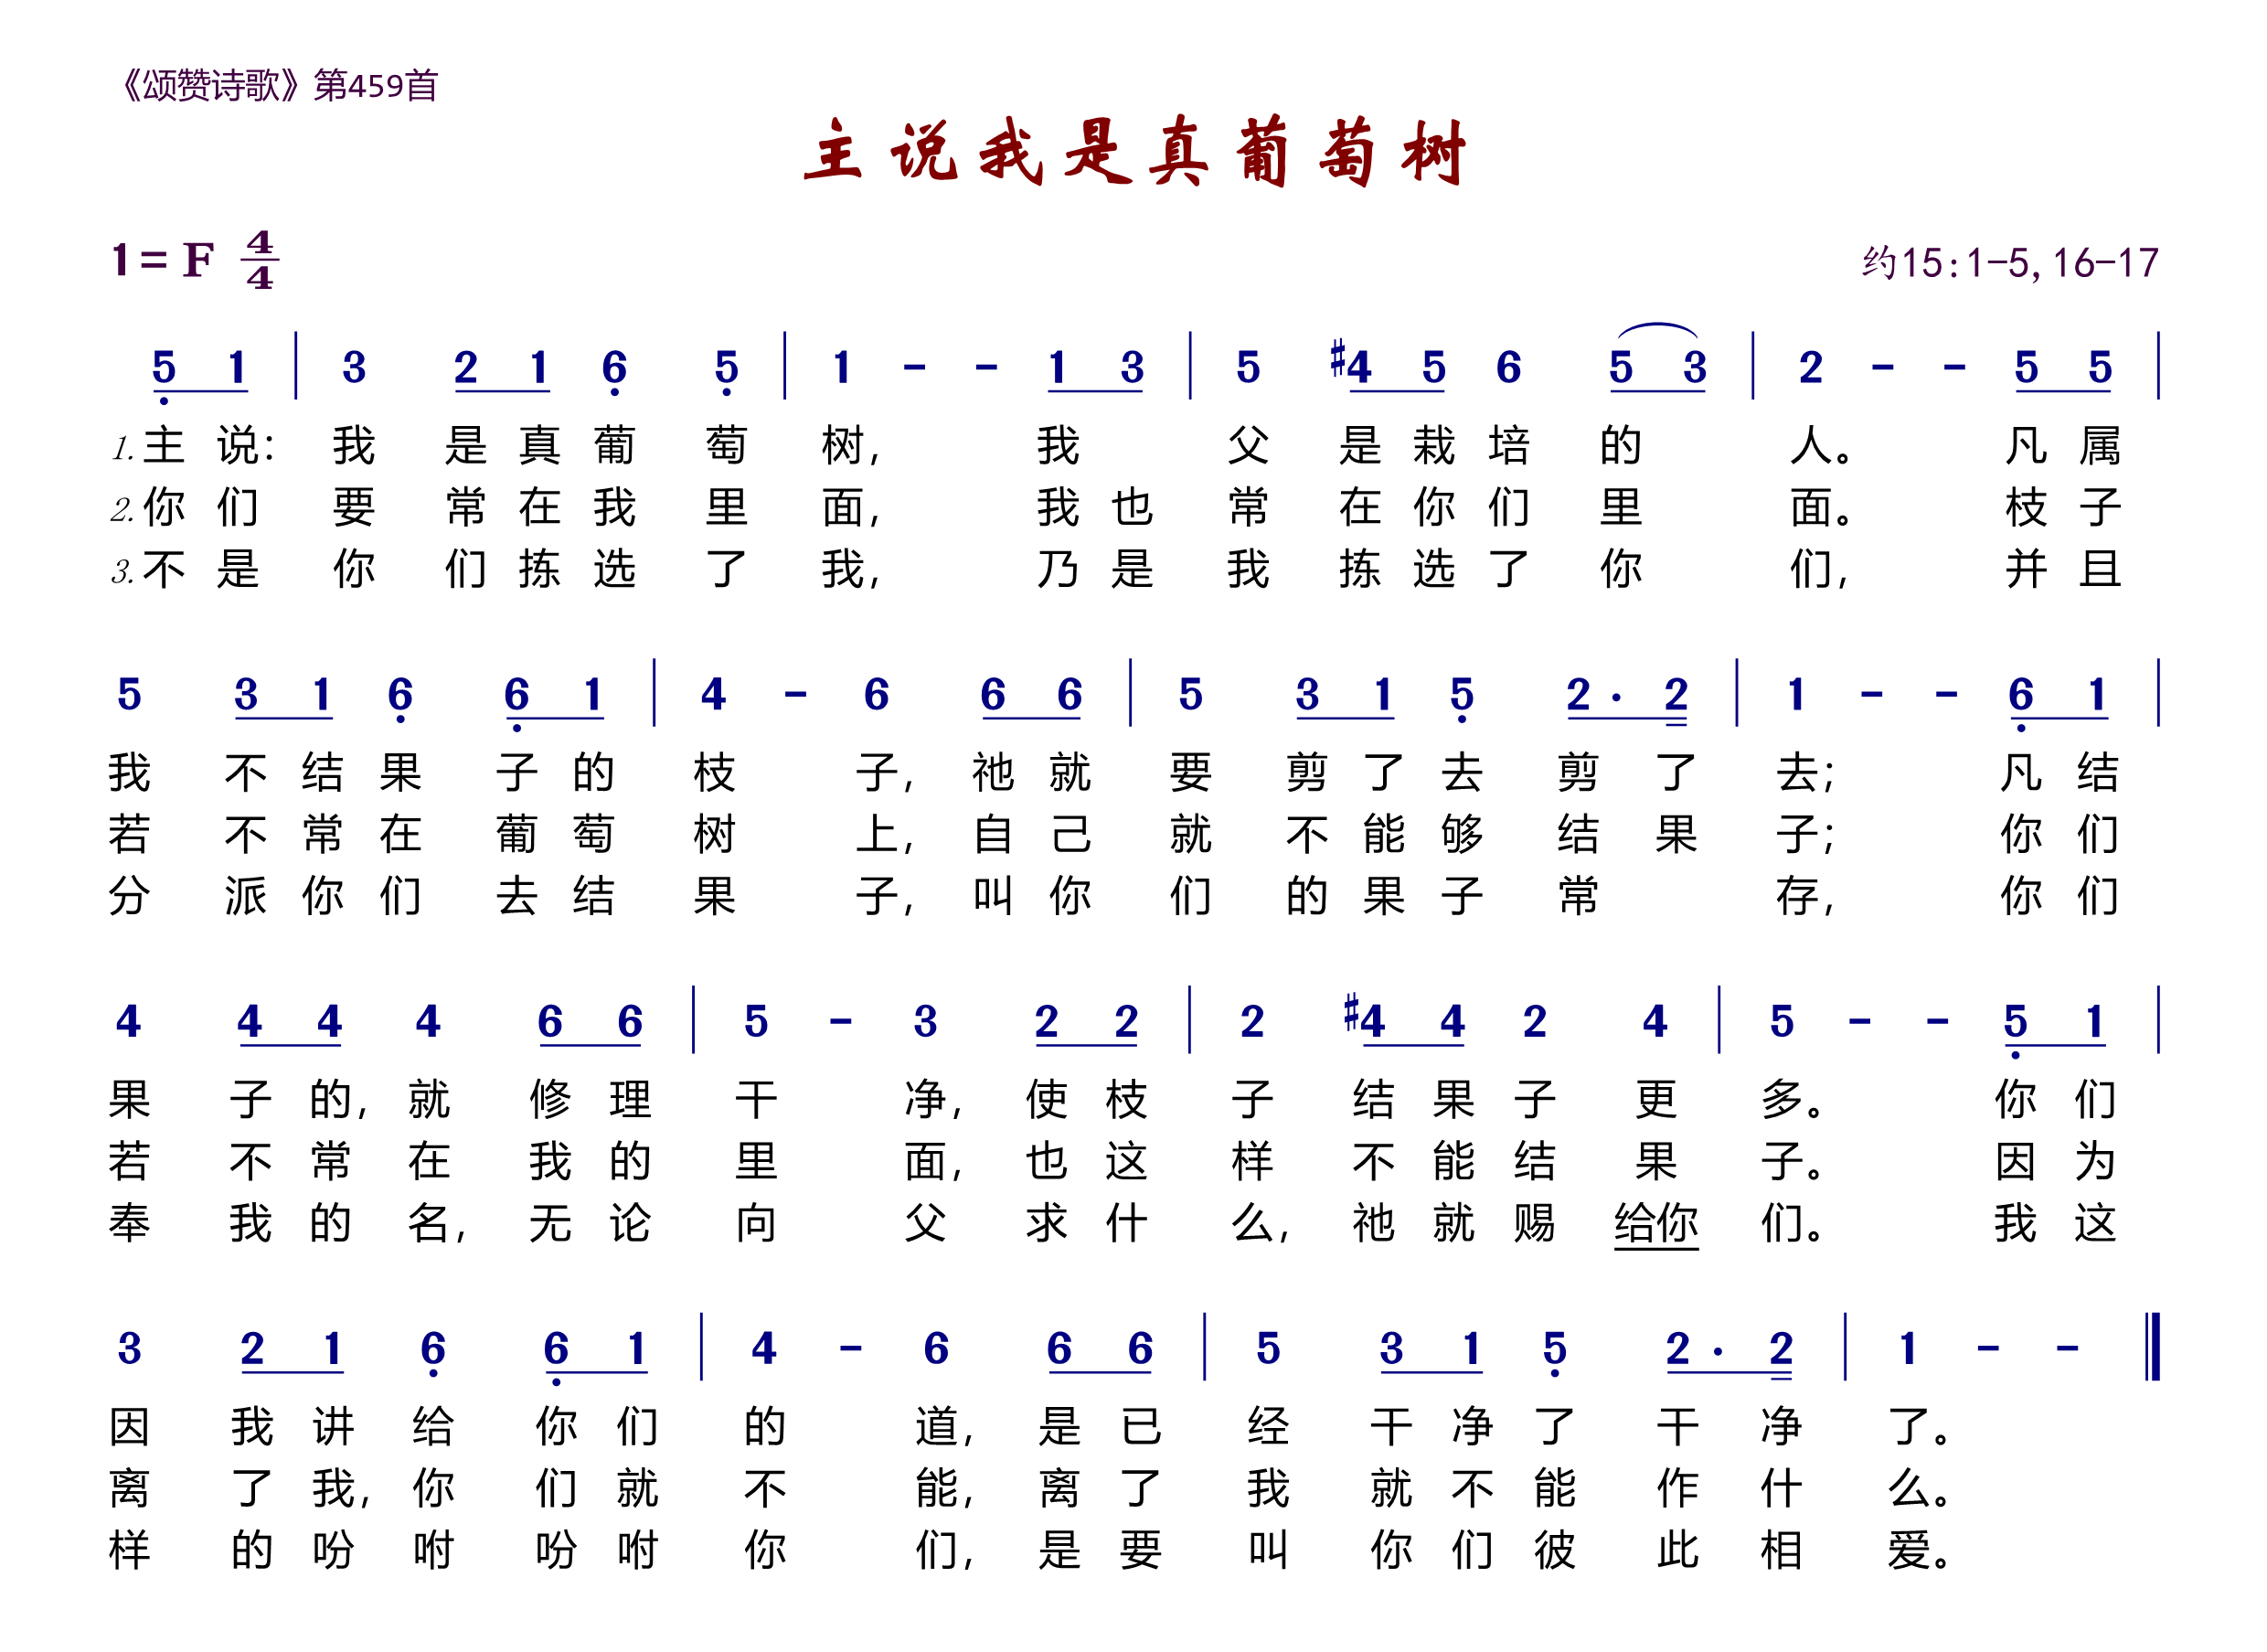 《颂赞诗歌》第459首
主说我是真葡萄树
1= F 4/4
约15:1-5,16-17
5 1 | 3 2 1 6 5 | 1 - - 1 3 | 5 #4 5 6 5 3 | 2 - - 5 5 |
1.主说：我是真葡萄树，我父是栽培的人。凡属
2.你们要常在我里面，我也常在你们里面。枝子
3.不是你们拣选了我，乃是我拣选了你们，并且
5 3 1 6 6 1 | 4 - 6 6 6 | 5 3 1 5 2 · 2 | 1 - - 6 1 |
我不结果子的枝子，祂就要剪了去剪了去；凡结
若不常在葡萄树上，自己就不能够结果子；你们
分派你们去结果子，叫你们的果子常存，你们
4 4 4 4 6 6 | 5 - 3 2 2 | 2 #4 4 2 4 | 5 - - 5 1 |
果子的，就修理干净，使枝子结果子更多。你们
若不常在我的里面，也这样不能结果子。因为
奉我的名，无论向父求什么，祂就赐给你们。我这
3 2 1 6 6 1 | 4 - 6 6 6 | 5 3 1 5 2 · 2 | 1 - - ‖
因我讲给你们的道，是已经干净了干净了。
离了我，你们就不能，离了我就不能作什么。
样的吩咐吩咐你们，是要叫你们彼此相爱。